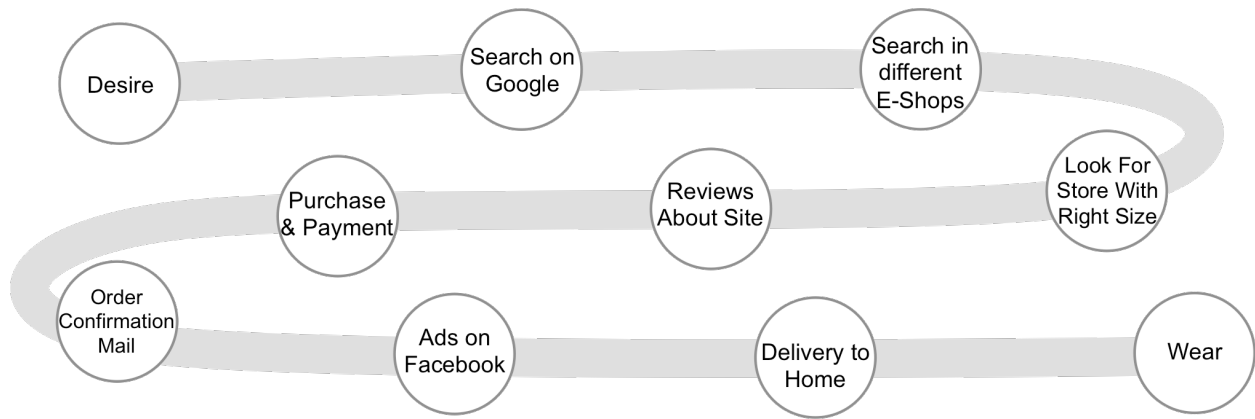 Desire
Search on
Google
Search in
different
E-Shops
Look For
Store With
Right Size
Reviews
About Site
Purchase
& Payment
Order
Confirmation
Mail
Ads on
Facebook
Delivery to
Home
Wear